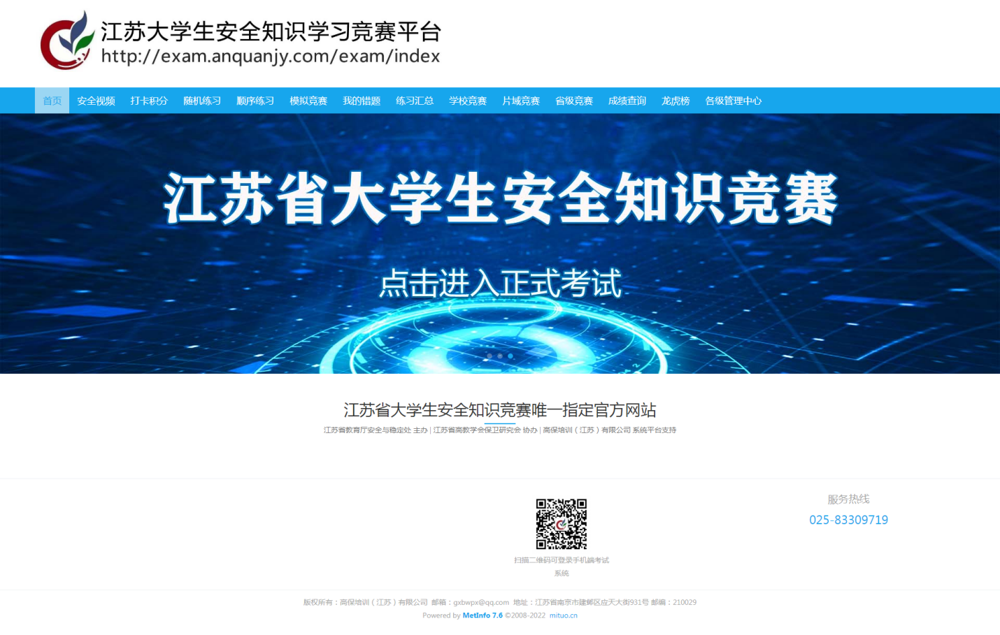 江苏大学生安全知识学习竞赛平台
http://exam.anquanjy.com/exam/index
首页 安全视频 打卡积分 随机练习 顺序练习 模拟竞赛 我的错题 练习汇总 学校竞赛 片域竞赛 省级竞赛 成绩查询 龙虎榜 各级管理中心
江苏省大学生安全知识竞赛
点击进入正式考试
江苏省大学生安全知识竞赛唯一指定官方网站
江苏省教育厅安全与稳定处 主办 | 江苏省高教学会保卫研究会 协办 | 高保培训（江苏）有限公司 系统平台支持
服务热线
025-83309719
扫描二维码可登录手机端考试
系统
版权所有：高保培训（江苏）有限公司 邮箱：gxbwpx@qq.com 地址：江苏省南京市建邺区应天大街931号 邮编：210029
Powered by MetInfo 7.6 ©2008-2022 mituo.cn